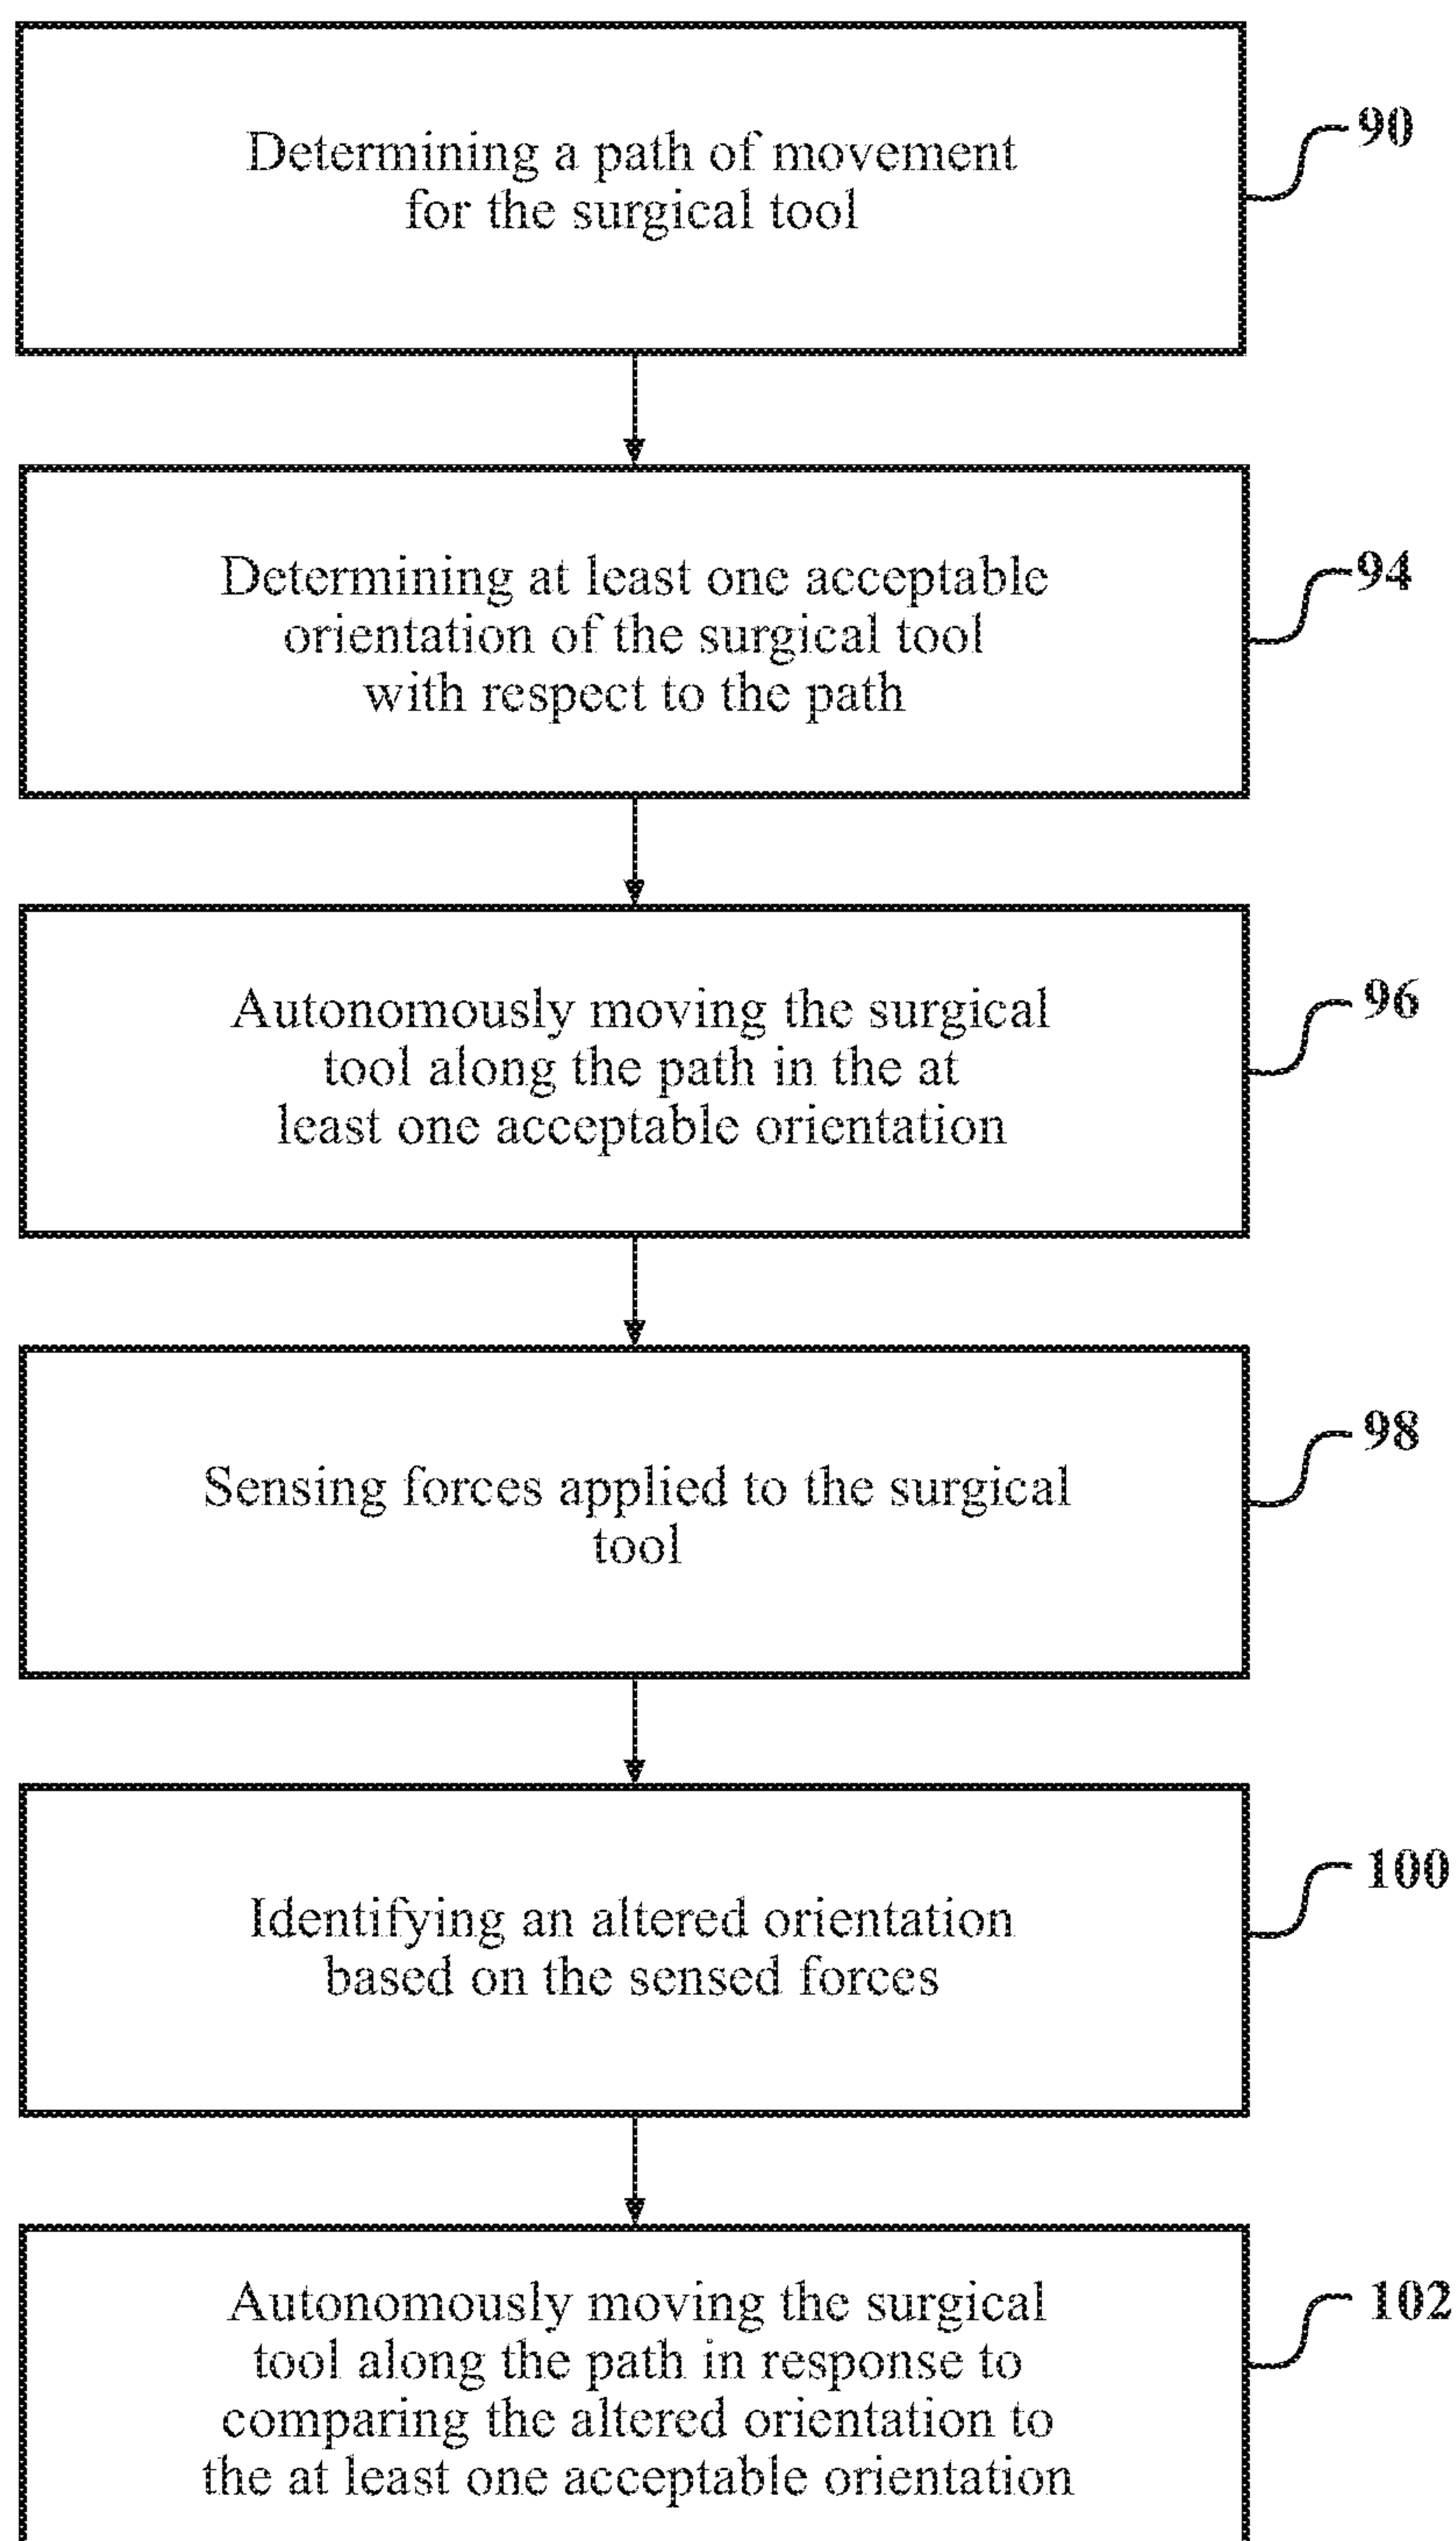 Determining a path of movement
for the surgical tool
90
Determining at least one acceptable
orientation of the surgical tool
with respect to the path
94
Autonomously moving the surgical
tool along the path in the at
least one acceptable orientation
96
Sensing forces applied to the surgical
tool
98
Identifying an altered orientation
based on the sensed forces
100
Autonomously moving the surgical
tool along the path in response to
comparing the altered orientation to
the at least one acceptable orientation
102